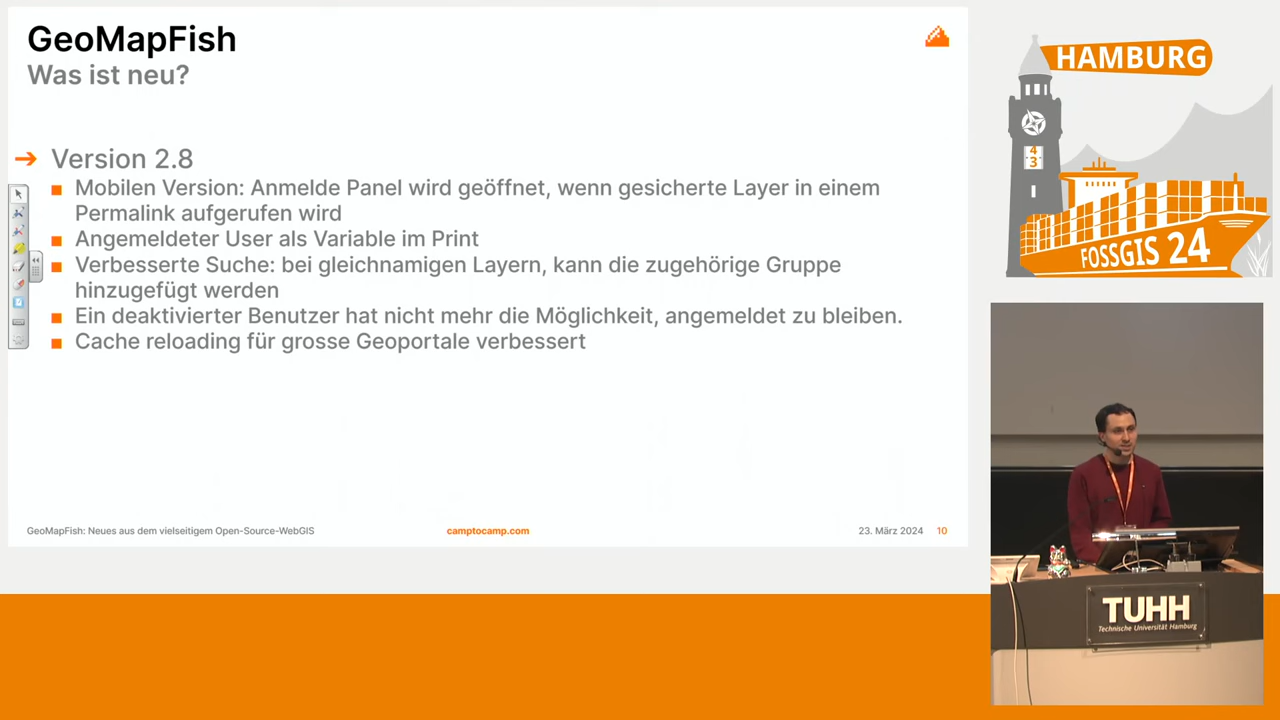 GeoMapFish
Was ist neu?
➔ Version 2.8
■ Mobilen Version: Anmelde Panel wird geöffnet, wenn gesicherte Layer in einem
Permalink aufgerufen wird
■ Angemeldeter User als Variable im Print
■ Verbesserte Suche: bei gleichnamigen Layern, kann die zugehörige Gruppe
hinzugefügt werden
■ Ein deaktivierter Benutzer hat nicht mehr die Möglichkeit, angemeldet zu bleiben.
■ Cache reloading für grosse Geoportale verbessert
GeoMapFish: Neues aus dem vielseitigem Open-Source-WebGIS
camptocamp.com
23. März 2024 10
HAMBURG
4
3
FOSSGIS 24
TUHH
Technische Universität Hamburg